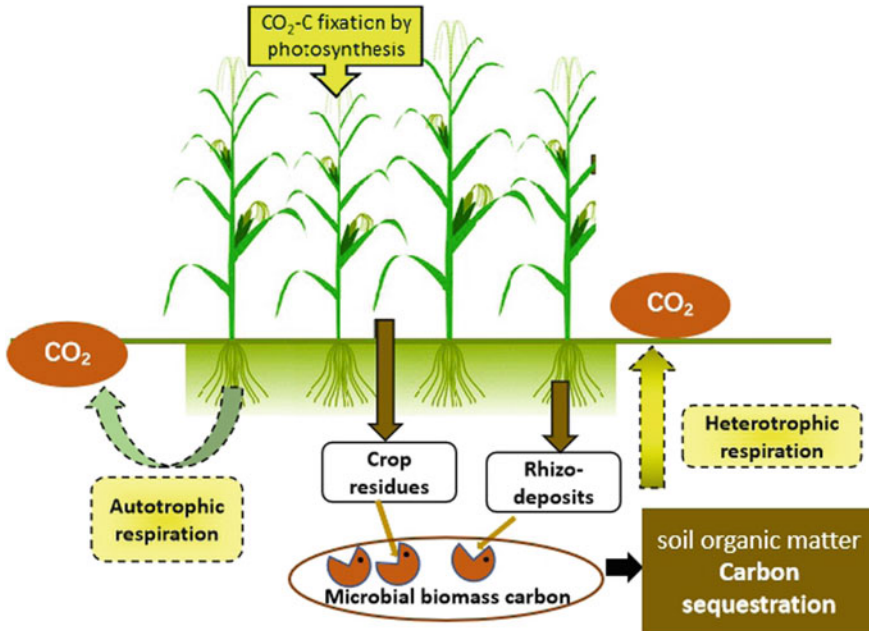 CO₂-C fixation by
photosynthesis
CO₂
CO₂
Heterotrophic
respiration
Crop
residues
Rhizo-
deposits
Autotrophic
respiration
soil organic matter
Carbon
sequestration
Microbial biomass carbon